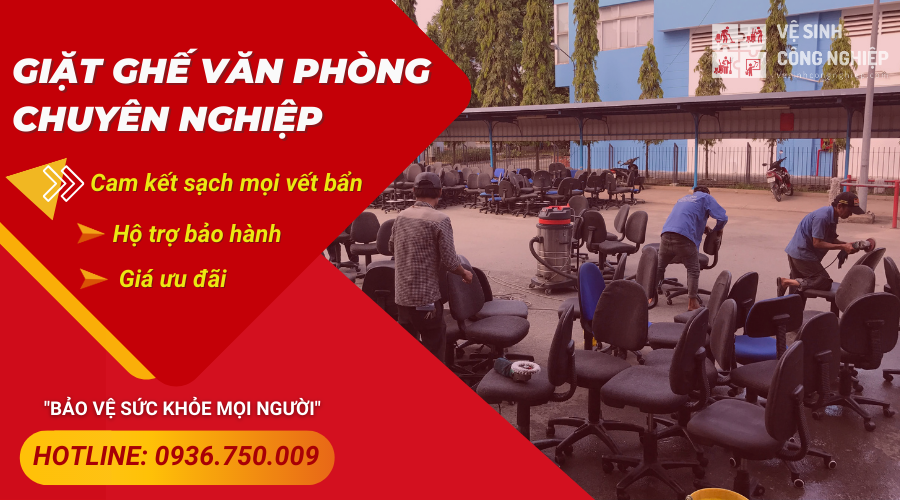 GIẶT GHẾ VĂN PHÒNG
CHUYÊN NGHIỆP
Cam kết sạch mọi vết bẩn
Hộ trợ bảo hành
Giá ưu đãi
"BẢO VỆ SỨC KHỎE MỌI NGƯỜI"
HOTLINE: 0936.750.009
VỆ SINH
CÔNG NGHIỆP